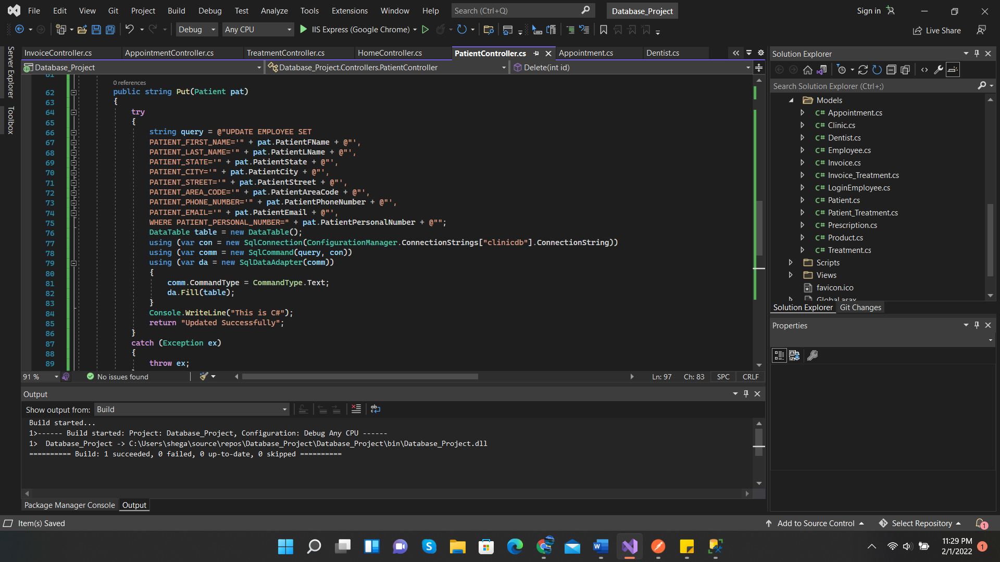 File Edit View Git Project Build Debug Test Analyze Tools Extensions Window Help Search (Ctrl+Q) Database_Project Sign in
Debug Any CPU IIS Express (Google Chrome) Live Share
Server Explorer
Toolbox
InvoiceController.cs AppointmentController.cs TreatmentController.cs HomeController.cs PatientController.cs Appointment.cs Dentist.cs
Database_Project Database_Project.Controllers.PatientController Delete(int id)
61
0 references
62 public string Put(Patient pat)
63 {
64 try
65 {
66 string query = @"UPDATE EMPLOYEE SET
67 PATIENT_FIRST_NAME='" + pat.PatientFName + @"',
68 PATIENT_LAST_NAME='" + pat.PatientLName + @"',
69 PATIENT_STATE='" + pat.PatientState + @"',
70 PATIENT_CITY='" + pat.PatientCity + @"',
71 PATIENT_STREET='" + pat.PatientStreet + @"',
72 PATIENT_AREA_CODE='" + pat.PatientAreaCode + @"',
73 PATIENT_PHONE_NUMBER='" + pat.PatientPhoneNumber + @"',
74 PATIENT_EMAIL='" + pat.PatientEmail + @"',
75 WHERE PATIENT_PERSONAL_NUMBER=" + pat.PatientPersonalNumber + @"";
76 DataTable table = new DataTable();
77 using (var con = new SqlConnection(ConfigurationManager.ConnectionStrings["clinicdb"].ConnectionString))
78 using (var comm = new SqlCommand(query, con))
79 using (var da = new SqlDataAdapter(comm))
80 {
81 comm.CommandType = CommandType.Text;
82 da.Fill(table);
83 }
84 Console.WriteLine("This is C#");
85 return "Updated Successfully";
86 }
87 catch (Exception ex)
88 {
89 throw ex;
91 % No issues found Ln: 97 Ch: 83 SPC CRLF
Output
Show output from: Build
Build started...
1>------ Build started: Project: Database_Project, Configuration: Debug Any CPU ------
1>  Database_Project -> C:\Users\shega\source\repos\Database_Project\Database_Project\bin\Database_Project.dll
========== Build: 1 succeeded, 0 failed, 0 up-to-date, 0 skipped ==========
Package Manager Console Output
Solution Explorer
Search Solution Explorer (Ctrl+;)
Models
C# Appointment.cs
C# Clinic.cs
C# Dentist.cs
C# Employee.cs
C# Invoice.cs
C# Invoice_Treatment.cs
C# LoginEmployee.cs
C# Patient.cs
C# Patient_Treatment.cs
C# Prescription.cs
C# Product.cs
C# Treatment.cs
Scripts
Views
favicon.ico
Global.asax
Solution Explorer Git Changes
Properties
Item(s) Saved Add to Source Control Select Repository 1
11:29 PM
2/1/2022 1